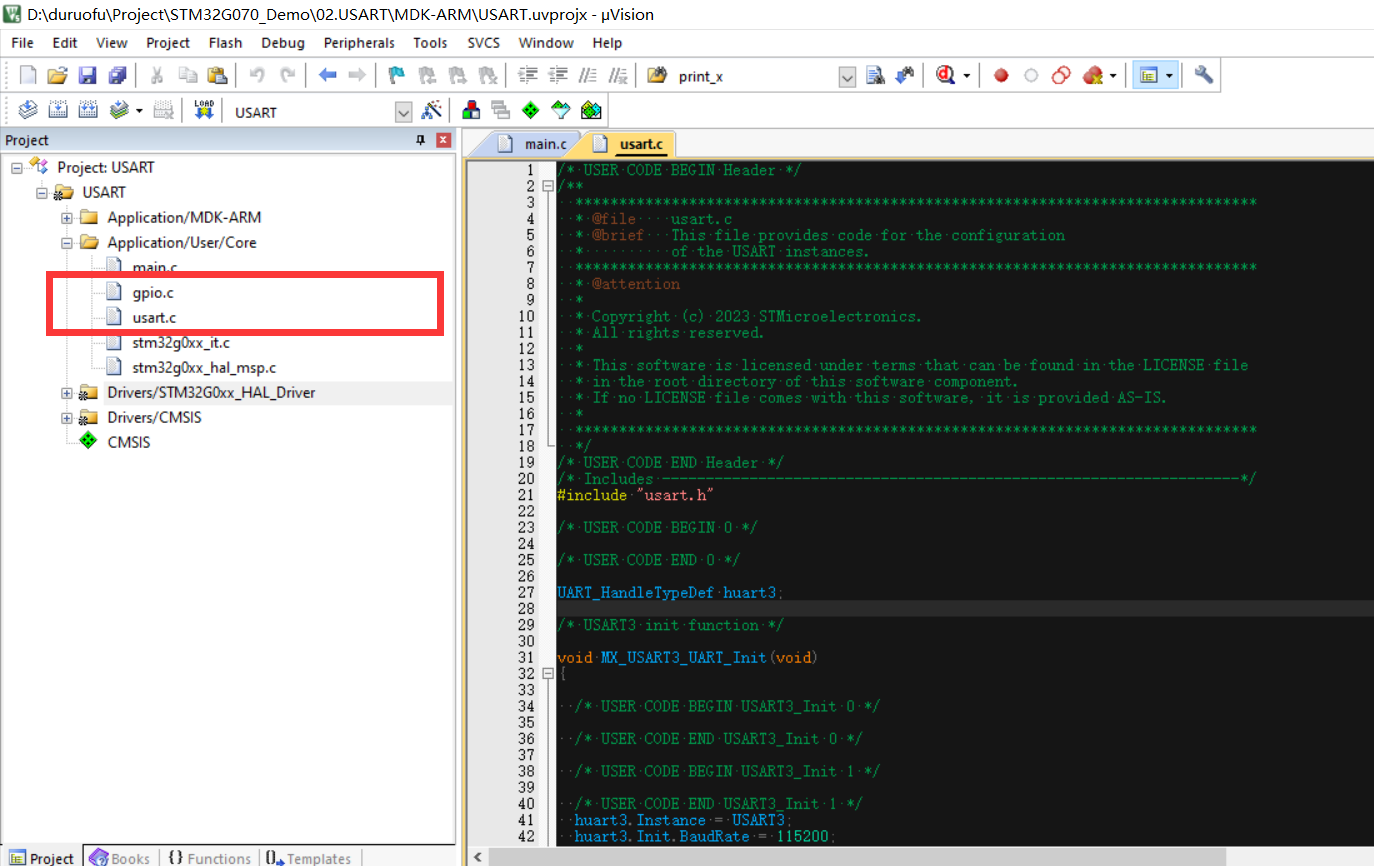 D:\duruofu\Project\STM32G070_Demo\02.USART\MDK-ARM\USART.uvprojx - µVision
File Edit View Project Flash Debug Peripherals Tools SVCS Window Help
print_x
LOAD USART
Project
Project: USART
USART
Application/MDK-ARM
Application/User/Core
main.c
gpio.c
usart.c
stm32g0xx_it.c
stm32g0xx_hal_msp.c
Drivers/STM32G0xx_HAL_Driver
Drivers/CMSIS
CMSIS
Project Books {} Functions Templates
main.c usart.c
1 /* USER CODE BEGIN Header */
2 /**
3 ******************************************************************************
4 * @file    usart.c
5 * @brief   This file provides code for the configuration
6 *          of the USART instances.
7 ******************************************************************************
8 * @attention
9 *
10 * Copyright (c) 2023 STMicroelectronics.
11 * All rights reserved.
12 *
13 * This software is licensed under terms that can be found in the LICENSE file
14 * in the root directory of this software component.
15 * If no LICENSE file comes with this software, it is provided AS-IS.
16 *
17 ******************************************************************************
18 */
19 /* USER CODE END Header */
20 /* Includes ------------------------------------------------------------------*/
21 #include "usart.h"
22
23 /* USER CODE BEGIN 0 */
24
25 /* USER CODE END 0 */
26
27 UART_HandleTypeDef huart3;
28
29 /* USART3 init function */
30
31 void MX_USART3_UART_Init(void)
32 {
33
34 /* USER CODE BEGIN USART3_Init 0 */
35
36 /* USER CODE END USART3_Init 0 */
37
38 /* USER CODE BEGIN USART3_Init 1 */
39
40 /* USER CODE END USART3_Init 1 */
41 huart3.Instance = USART3;
42 huart3.Init.BaudRate = 115200;